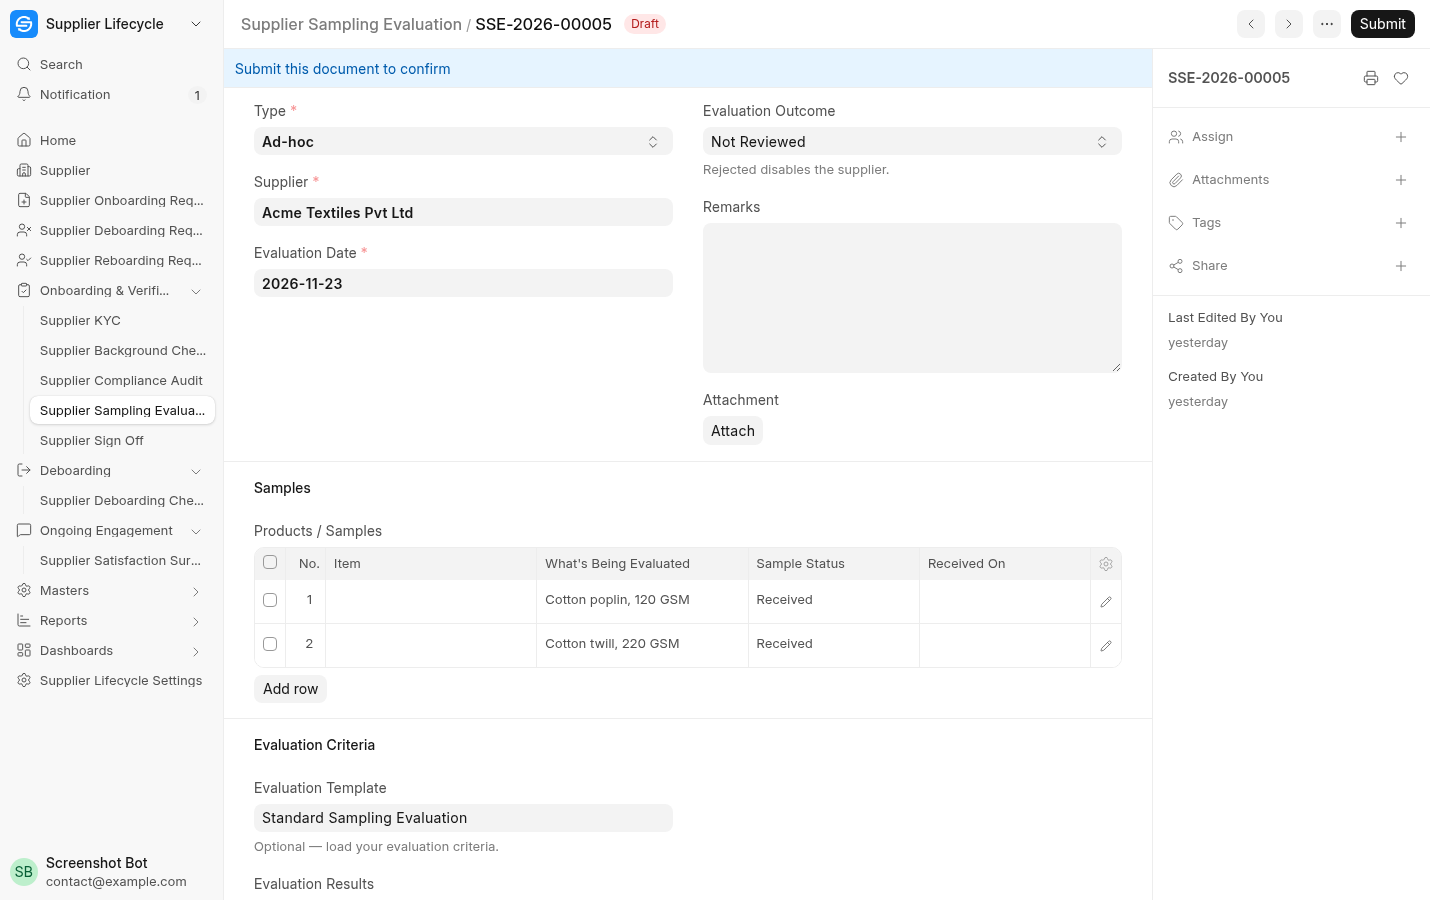 Supplier Lifecycle
Search
Notification 1
Home
Supplier
Supplier Onboarding Req...
Supplier Deboarding Req...
Supplier Reboarding Req...
Onboarding & Verifi...
Supplier KYC
Supplier Background Che...
Supplier Compliance Audit
Supplier Sampling Evalua...
Supplier Sign Off
Deboarding
Supplier Deboarding Che...
Ongoing Engagement
Supplier Satisfaction Sur...
Masters
Reports
Dashboards
Supplier Lifecycle Settings
SB
Screenshot Bot
contact@example.com
Supplier Sampling Evaluation / SSE-2026-00005 Draft
Submit
Submit this document to confirm
Type *
Ad-hoc
Supplier *
Acme Textiles Pvt Ltd
Evaluation Date *
2026-11-23
Evaluation Outcome
Not Reviewed
Rejected disables the supplier.
Remarks
Attachment
Attach
Samples
Products / Samples
No. Item What's Being Evaluated Sample Status Received On
1 Cotton poplin, 120 GSM Received
2 Cotton twill, 220 GSM Received
Add row
Evaluation Criteria
Evaluation Template
Standard Sampling Evaluation
Optional — load your evaluation criteria.
Evaluation Results
SSE-2026-00005
Assign
Attachments
Tags
Share
Last Edited By You
yesterday
Created By You
yesterday